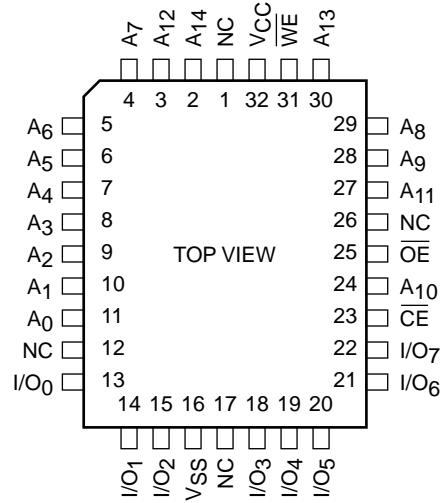 A7 A12 A14 NC VCC W̅E̅ A13
4 3 2 1 32 31 30
A6 5 29 A8
A5 6 28 A9
A4 7 27 A11
A3 8 26 NC
A2 9 TOP VIEW 25 O̅E̅
A1 10 24 A10
A0 11 23 C̅E̅
NC 12 22 I/O7
I/O0 13 21 I/O6
14 15 16 17 18 19 20
I/O1 I/O2 VSS NC I/O3 I/O4 I/O5